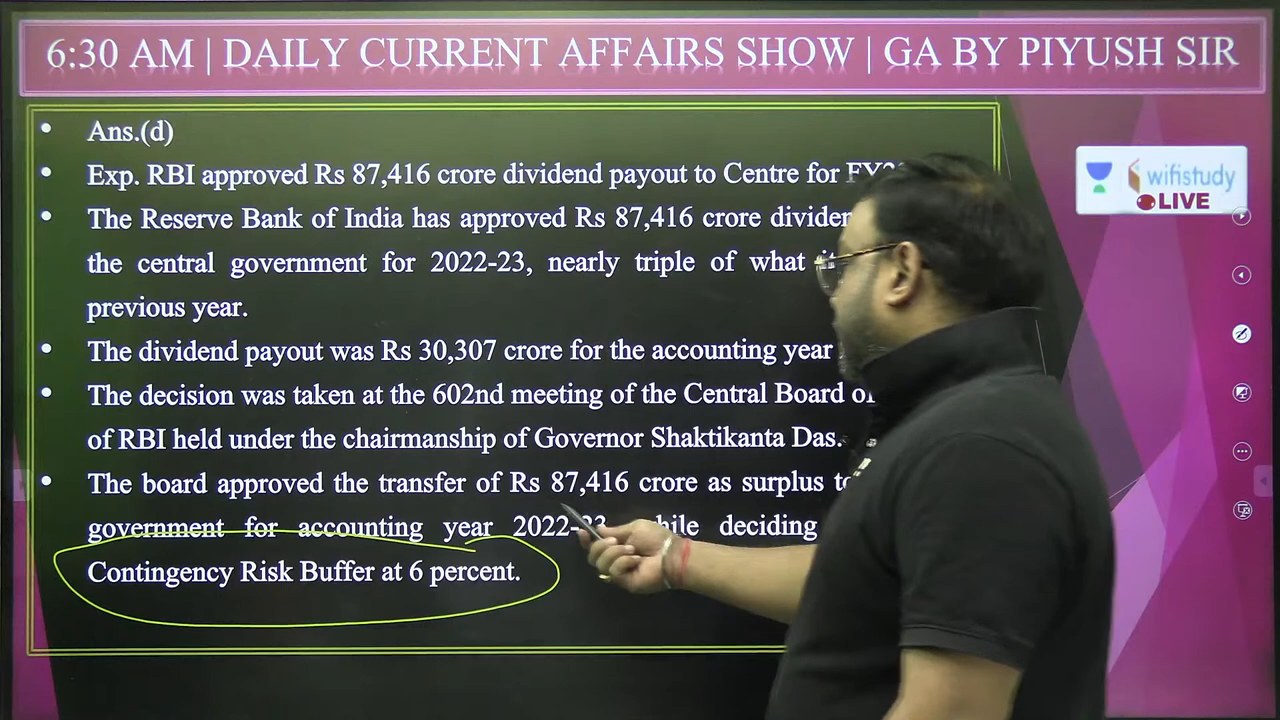 6:30 AM | DAILY CURRENT AFFAIRS SHOW | GA BY PIYUSH SIR
• Ans.(d)
• Exp. RBI approved Rs 87,416 crore dividend payout to Centre for
• The Reserve Bank of India has approved Rs 87,416 crore
the central government for 2022-23, nearly triple of what
previous year.
• The dividend payout was Rs 30,307 crore for the accounting year
• The decision was taken at the 602nd meeting of the Central Board of
of RBI held under the chairmanship of Governor Shaktikanta Das.
• The board approved the transfer of Rs 87,416 crore as surplus
government for accounting year 2022-23, while deciding
Contingency Risk Buffer at 6 percent.
wifistudy
LIVE